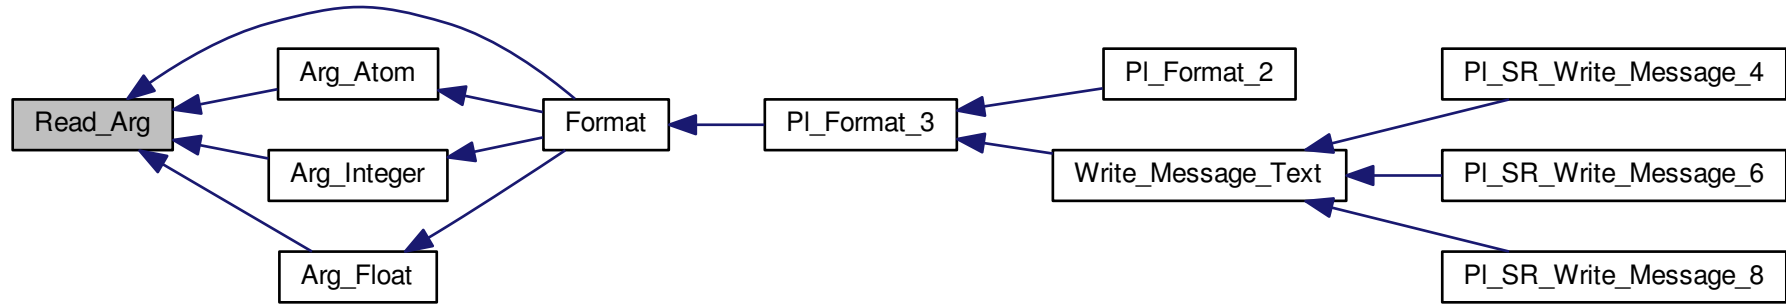 Read_Arg
Arg_Atom
Arg_Integer
Arg_Float
Format
Pl_Format_3
Pl_Format_2
Write_Message_Text
Pl_SR_Write_Message_4
Pl_SR_Write_Message_6
Pl_SR_Write_Message_8